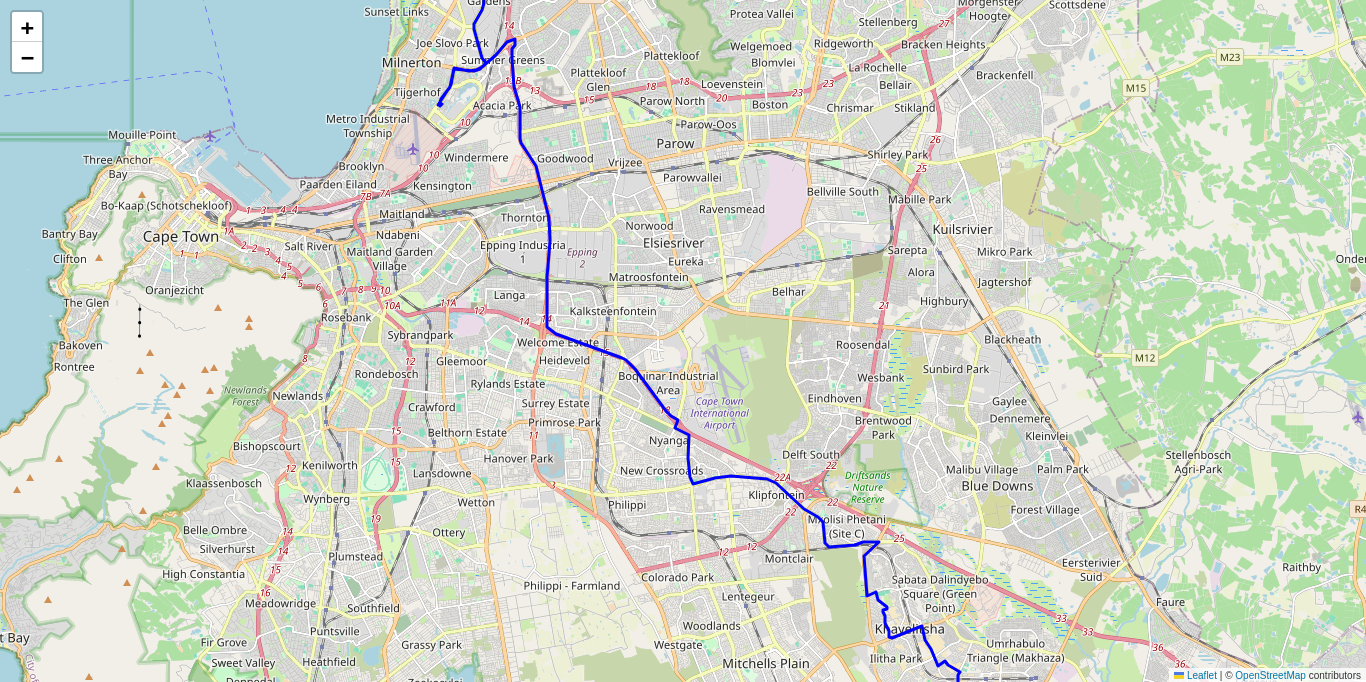 +
−
Gardens
Sunset Links
Morgenster
Hoogte
Scottsdene
Protea Vallei
Stellenberg
Joe Slovo Park
Welgemoed
Ridgeworth
Bracken Heights
Milnerton
Summer Greens
Plattekloof
M23
Blomvlei
La Rochelle
Plattekloof
Glen
Brackenfell
Tijgerhof
Loevenstein
Bellair
M15
Acacia Park
Parow North
Boston
Chrismar
Stikland
Metro Industrial
Township
Parow-Oos
Mouille Point
Parow
Three Anchor
Bay
Windermere
Goodwood
Vrijzee
Shirley Park
Brooklyn
Parowvallei
Paarden Eiland
Kensington
Bellville South
Mabille Park
Bo-Kaap (Schotschekloof)
Maitland
Thornton
Ravensmead
Norwood
Bantry Bay
Cape Town
Ndabeni
Kuilsrivier
Salt River
Epping Industria
1
Elsiesriver
Clifton
Maitland Garden
Village
Epping
2
Eureka
Sarepta
Mikro Park
Alora
Matroosfontein
Jagtershof
Oranjezicht
Langa
Belhar
The Glen
Highbury
Kalksteenfontein
Rosebank
Sybrandpark
Welcome Estate
Roosendal
Blackheath
Bakoven
Gleemoor
Heideveld
M12
Rontree
Rondebosch
Boquinar Industrial
Area
Wesbank
Sunbird Park
Rylands Estate
Newlands
Forest
Newlands
Crawford
Surrey Estate
Cape Town
International
Airport
Eindhoven
Gaylee
Dennemere
Primrose Park
Brentwood
Park
Belthorn Estate
Nyanga
Kleinvlei
Bishopscourt
Hanover Park
Delft South
Stellenbosch
Agri-Park
Kenilworth
Lansdowne
New Crossroads
Malibu Village
Palm Park
Klaassenbosch
Driftsands
- Nature
Reserve
Blue Downs
Wynberg
Wetton
Philippi
Klipfontein
Forest Village
Belle Ombre
Ottery
Mxolisi Phetani
(Site C)
Silverhurst
Plumstead
Montclair
Eersterivier
Suid
High Constantia
Colorado Park
Raithby
Philippi - Farmland
Sabata Dalindyebo
Square (Green
Point)
Meadowridge
Southfield
Lentegeur
Faure
Punts­ville
Woodlands
Khayelitsha
Fir Grove
Grassy Park
Westgate
Umrhabulo
Triangle (Makhaza)
Sweet Valley
Heathfield
Mitchells Plain
Ilitha Park
Leaflet | © OpenStreetMap contributors